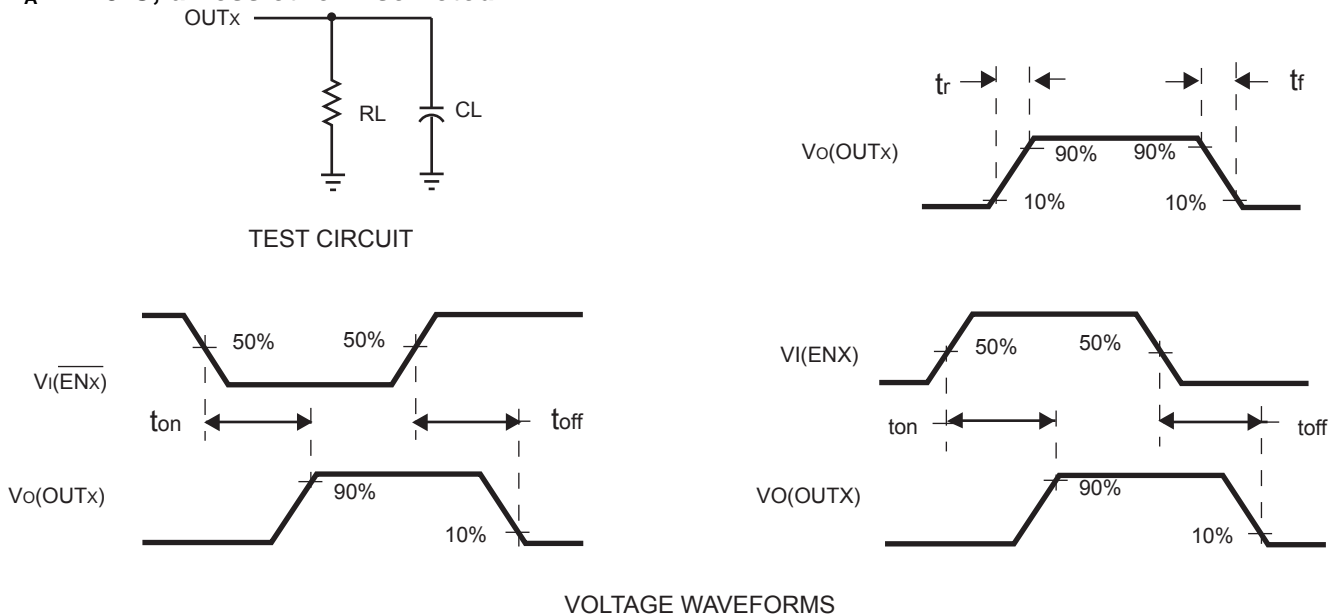 OUTx
RL
CL
TEST CIRCUIT
tr
tf
Vo(OUTx)
90%
90%
10%
10%
VI(ENx)
50%
50%
ton
toff
Vo(OUTx)
90%
10%
VI(ENX)
50%
50%
ton
toff
VO(OUTX)
90%
10%
VOLTAGE WAVEFORMS